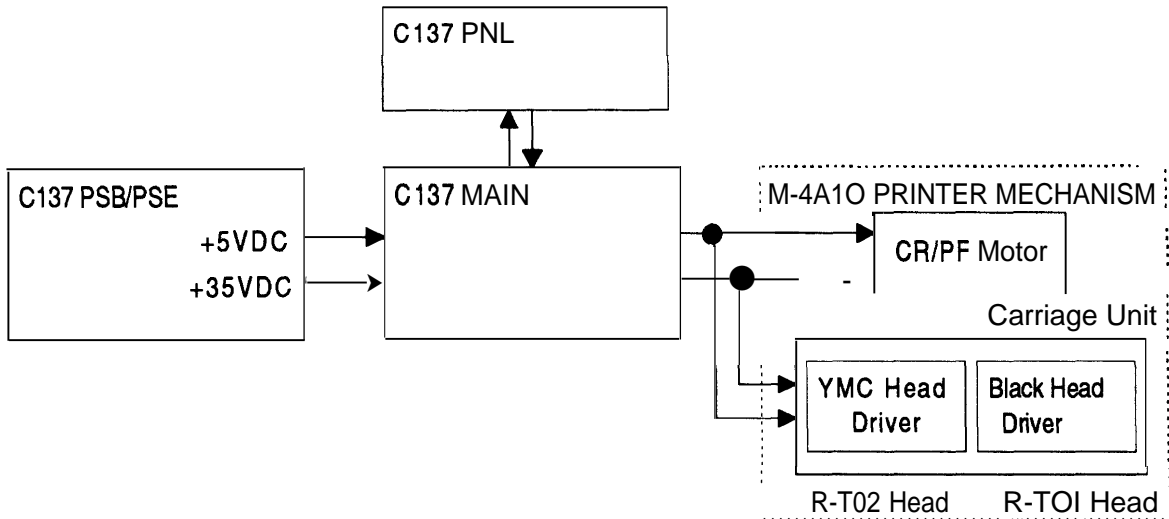 C137 PNL
C137 PSB/PSE
+5VDC
+35VDC
C137 MAIN
M-4A1O PRINTER MECHANISM
CR/PF Motor
Carriage Unit
YMC Head
Driver
Black Head
Driver
R-T02 Head
R-TOI Head